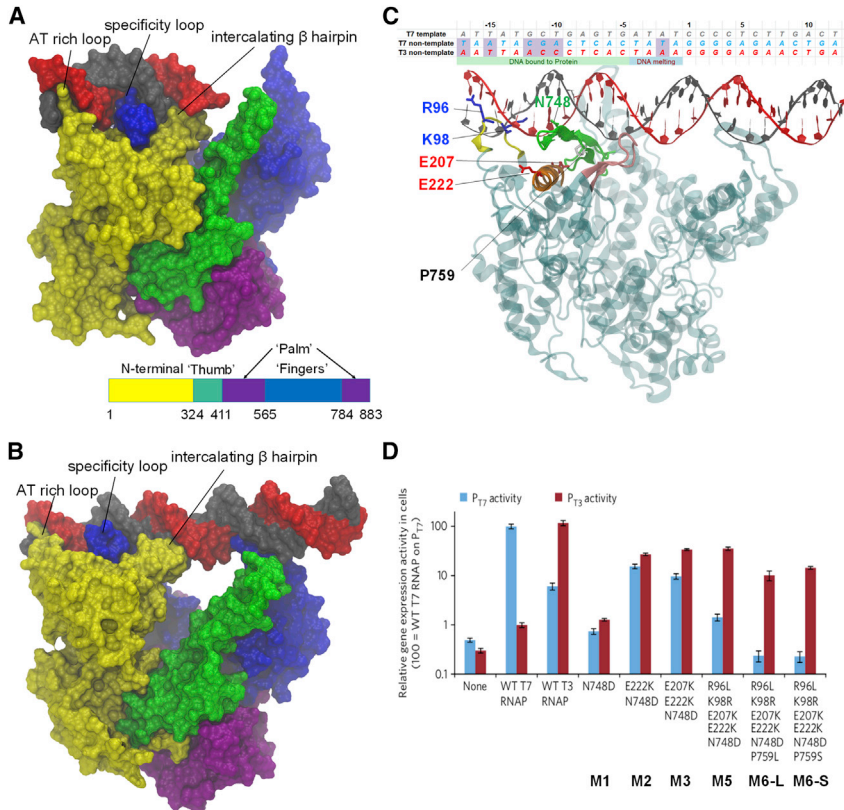 A
specificity loop
AT rich loop
intercalating β hairpin
'Palm'
N-terminal 'Thumb' 'Fingers'
1 324 411 565 784 883
B
intercalating β hairpin
specificity loop
AT rich loop
C
-15 -10 -5 1 5 10
T7 template A T T A T G C T G A G T G A T A T C C C C T C T T G A C T
T7 non-template T A A T A C G A C T C A C T A T A G G G G A G A A C T G A
T3 non-template A A T T A A C C C T C A C T A A A G G G G A G A A C T G A
DNA bound to Protein DNA melting
R96
N748
K98
E207
E222
P759
D
P T7 activity P T3 activity
Relative gene expression activity in cells
(100 = WT T7 RNAP on P T7)
100
10
1
0.1
None WT T7 WT T3 N748D E222K E207K R96L R96L R96L
RNAP RNAP N748D E222K K98R K98R K98R
N748D E207K E207K E207K
E222K E222K E222K
N748D N748D N748D
P759L P759S
M1 M2 M3 M5 M6-L M6-S